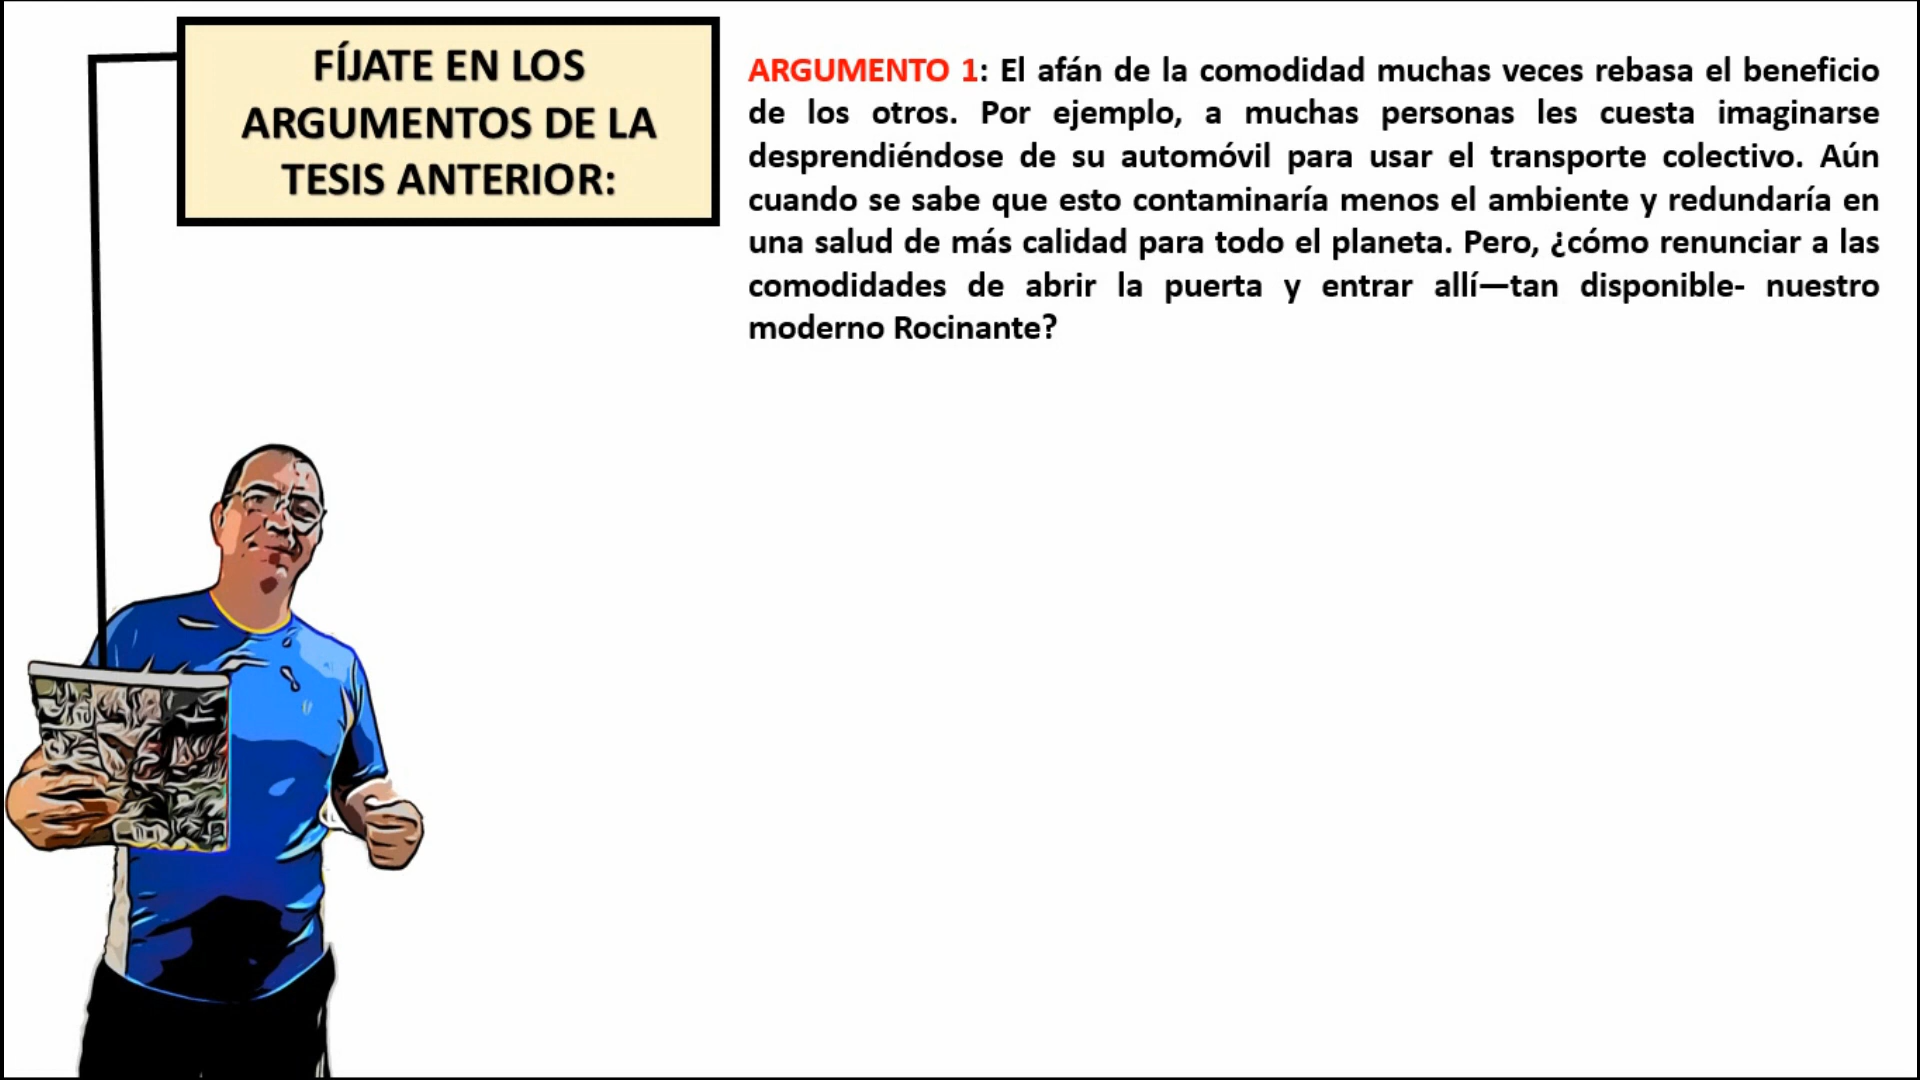 FÍJATE EN LOS
ARGUMENTOS DE LA
TESIS ANTERIOR:
ARGUMENTO 1: El afán de la comodidad muchas veces rebasa el beneficio
de los otros. Por ejemplo, a muchas personas les cuesta imaginarse
desprendiéndose de su automóvil para usar el transporte colectivo. Aún
cuando se sabe que esto contaminaría menos el ambiente y redundaría en
una salud de más calidad para todo el planeta. Pero, ¿cómo renunciar a las
comodidades de abrir la puerta y entrar allí—tan disponible- nuestro
moderno Rocinante?